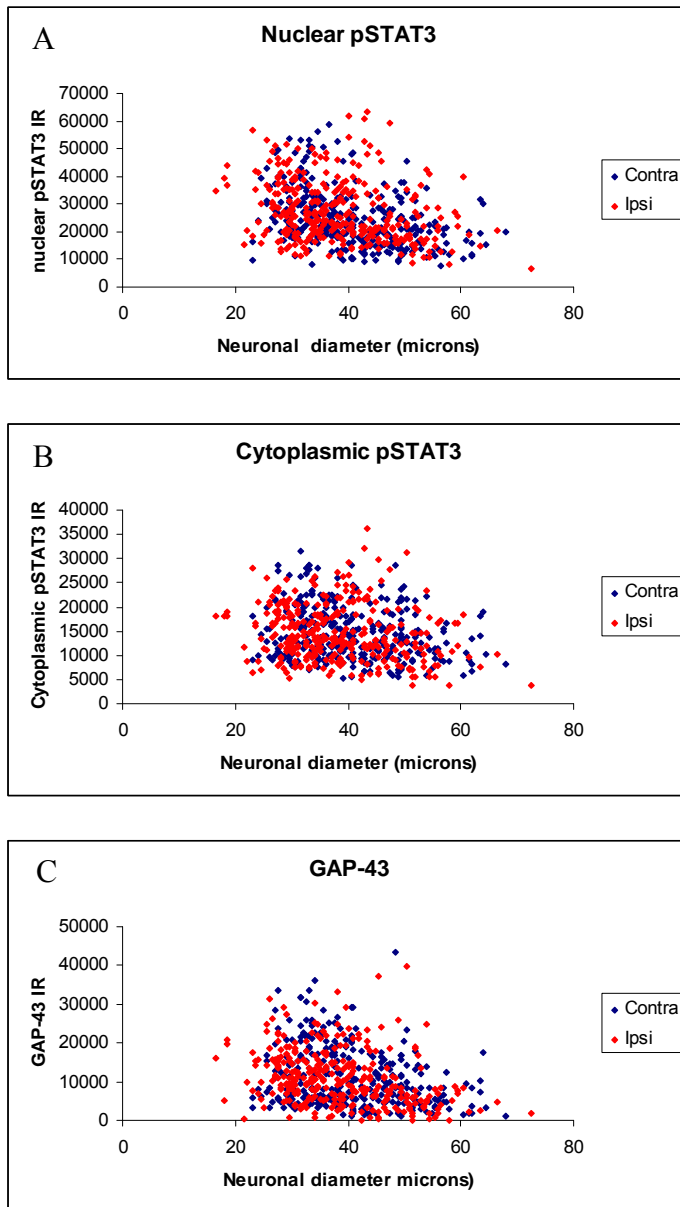 A
Nuclear pSTAT3
nuclear pSTAT3 IR
70000
60000
50000
40000
30000
20000
10000
0
0 20 40 60 80
Neuronal diameter (microns)
Contra
Ipsi
B
Cytoplasmic pSTAT3
Cytoplasmic pSTAT3 IR
40000
35000
30000
25000
20000
15000
10000
5000
0
0 20 40 60 80
Neuronal diameter (microns)
Contra
Ipsi
C
GAP-43
GAP-43 IR
50000
40000
30000
20000
10000
0
0 20 40 60 80
Neuronal diameter microns)
Contra
Ipsi